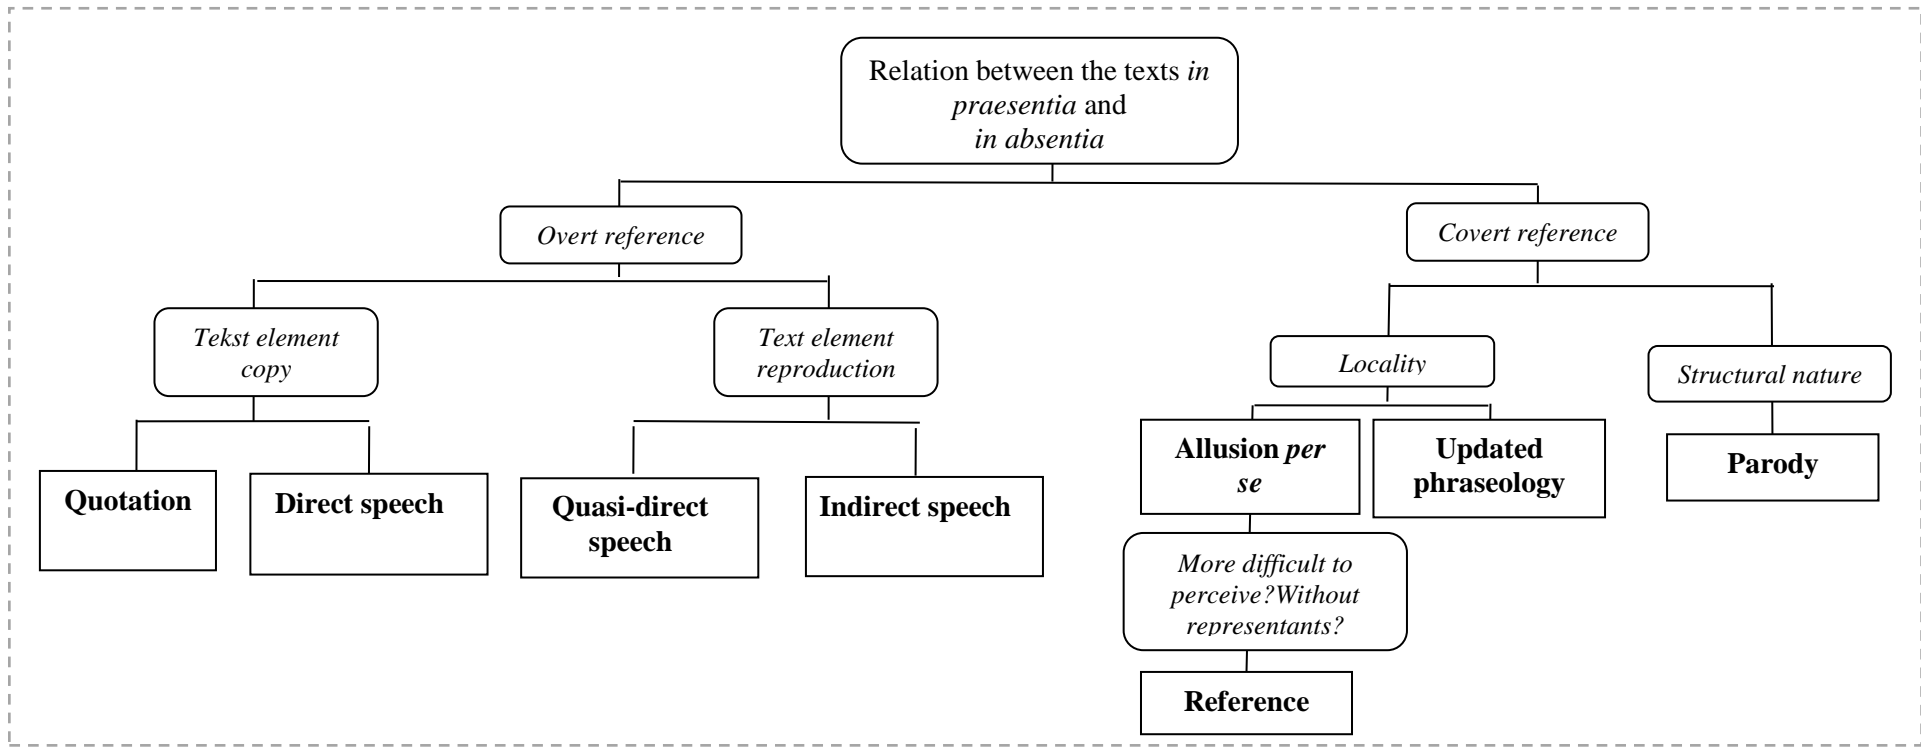 Relation between the texts in
praesentia and
in absentia
Overt reference
Covert reference
Tekst element
copy
Text element
reproduction
Locality
Structural nature
Quotation
Direct speech
Quasi-direct
speech
Indirect speech
Allusion per
se
Updated
phraseology
Parody
More difficult to
perceive?Without
representants?
Reference